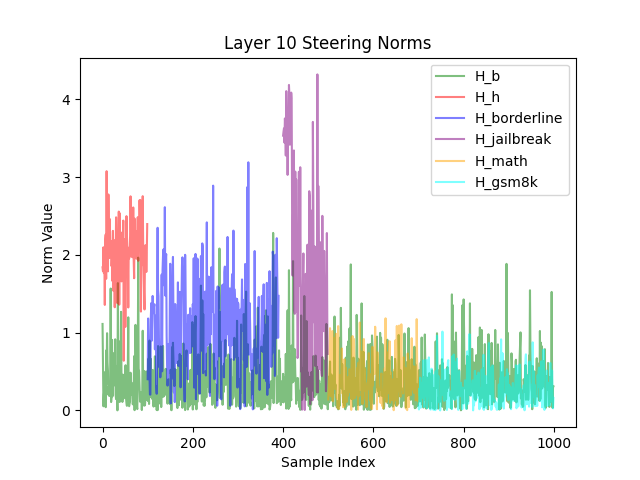 Layer 10 Steering Norms
Norm Value
4
3
2
1
0
0
200
400
600
800
1000
Sample Index
H_b
H_h
H_borderline
H_jailbreak
H_math
H_gsm8k